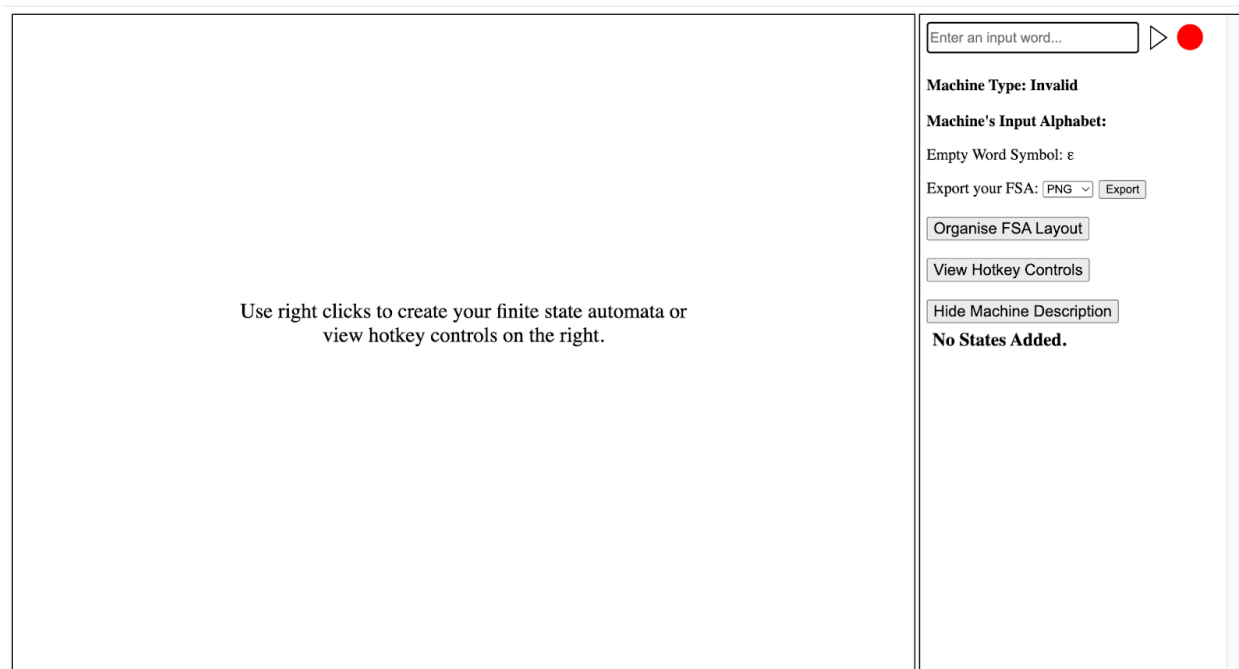 Use right clicks to create your finite state automata or
view hotkey controls on the right.
Enter an input word...
Machine Type: Invalid
Machine's Input Alphabet:
Empty Word Symbol: ε
Export your FSA: PNG Export
Organise FSA Layout
View Hotkey Controls
Hide Machine Description
No States Added.